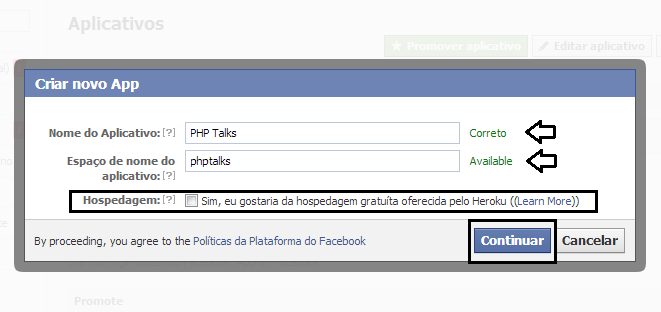 Aplicativos
★ Promover aplicativo
Editar aplicativo
Criar novo App
Nome do Aplicativo: [?] PHP Talks Correto
Espaço de nome do aplicativo: [?] phptalks Available
Hospedagem: [?] Sim, eu gostaria da hospedagem gratuíta oferecida pelo Heroku ((Learn More))
By proceeding, you agree to the Políticas da Plataforma do Facebook
Continuar
Cancelar
Promote